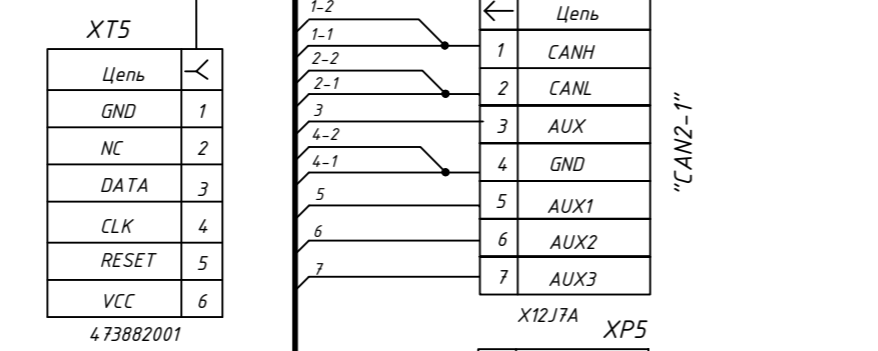 XT5
Цепь
GND 1
NC 2
DATA 3
CLK 4
RESET 5
VCC 6
473882001
1-2
1-1
2-2
2-1
3
4-2
4-1
5
6
7
Цепь
1 CANH
2 CANL
3 AUX
4 GND
5 AUX1
6 AUX2
7 AUX3
X12J7A
"CAN2-1"
XP5